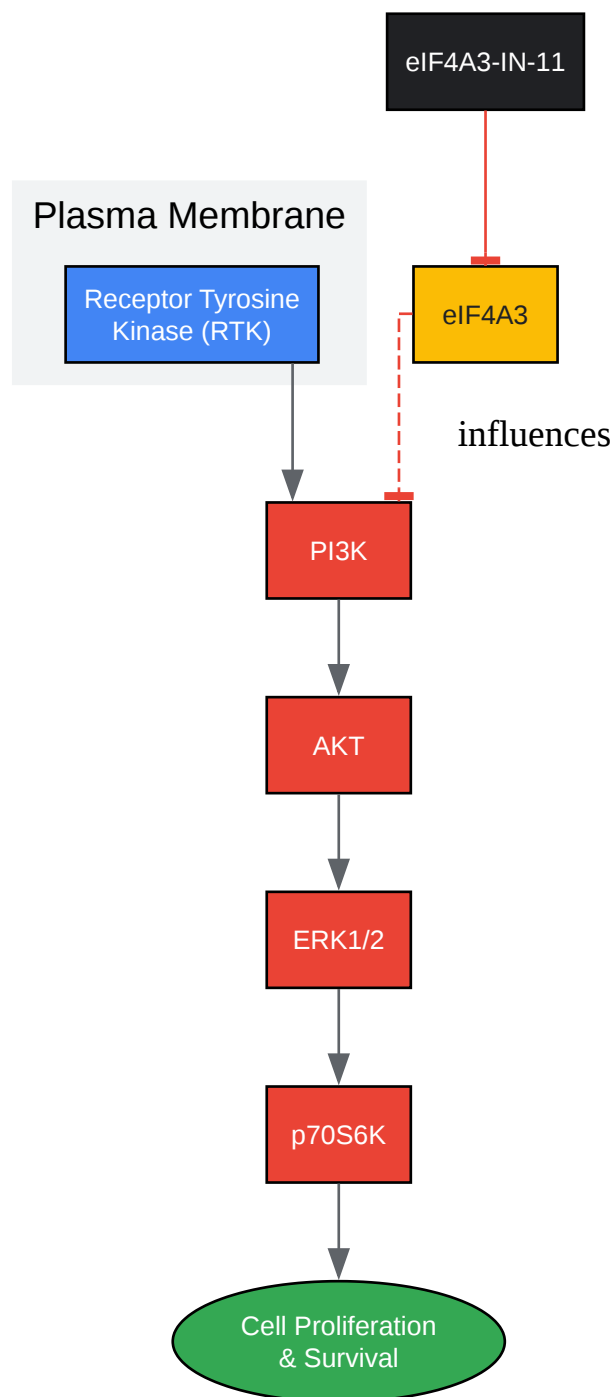 eIF4A3-IN-11
Plasma Membrane
Receptor Tyrosine
Kinase (RTK)
eIF4A3
influences
PI3K
AKT
ERK1/2
p70S6K
Cell Proliferation
& Survival